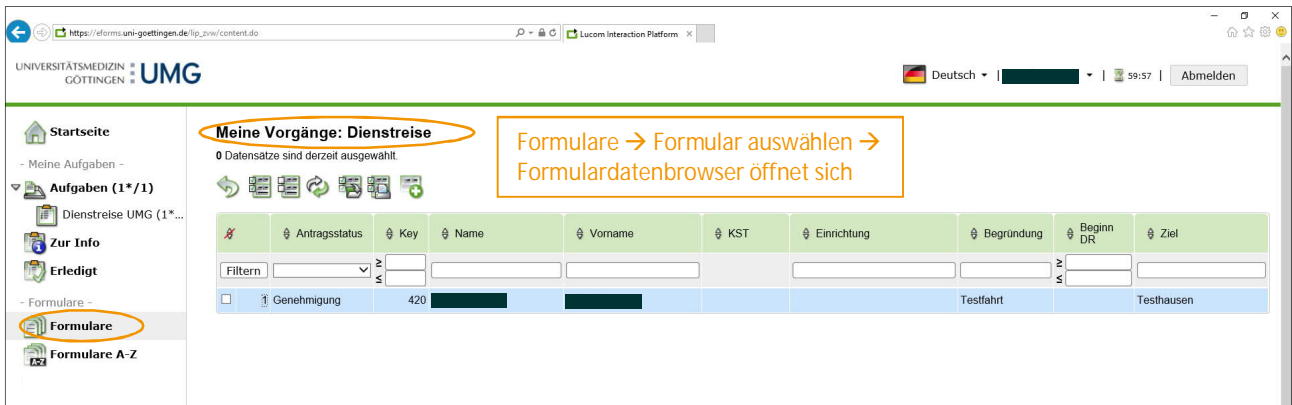 https://eforms.uni-goettingen.de/lip_zvw/content.do
Lucom Interaction Platform
UNIVERSITÄTSMEDIZIN
GÖTTINGEN
UMG
Deutsch
59:57
Abmelden
Startseite
- Meine Aufgaben -
Aufgaben (1*/1)
Dienstreise UMG (1*...
Zur Info
Erledigt
- Formulare -
Formulare
Formulare A-Z
Meine Vorgänge: Dienstreise
0 Datensätze sind derzeit ausgewählt.
Formulare → Formular auswählen →
Formulardatenbrowser öffnet sich
Antragsstatus Key Name Vorname KST Einrichtung Begründung Beginn DR Ziel
Filtern ≥ ≤ ≥ ≤
1 Genehmigung 420 Testfahrt Testhausen